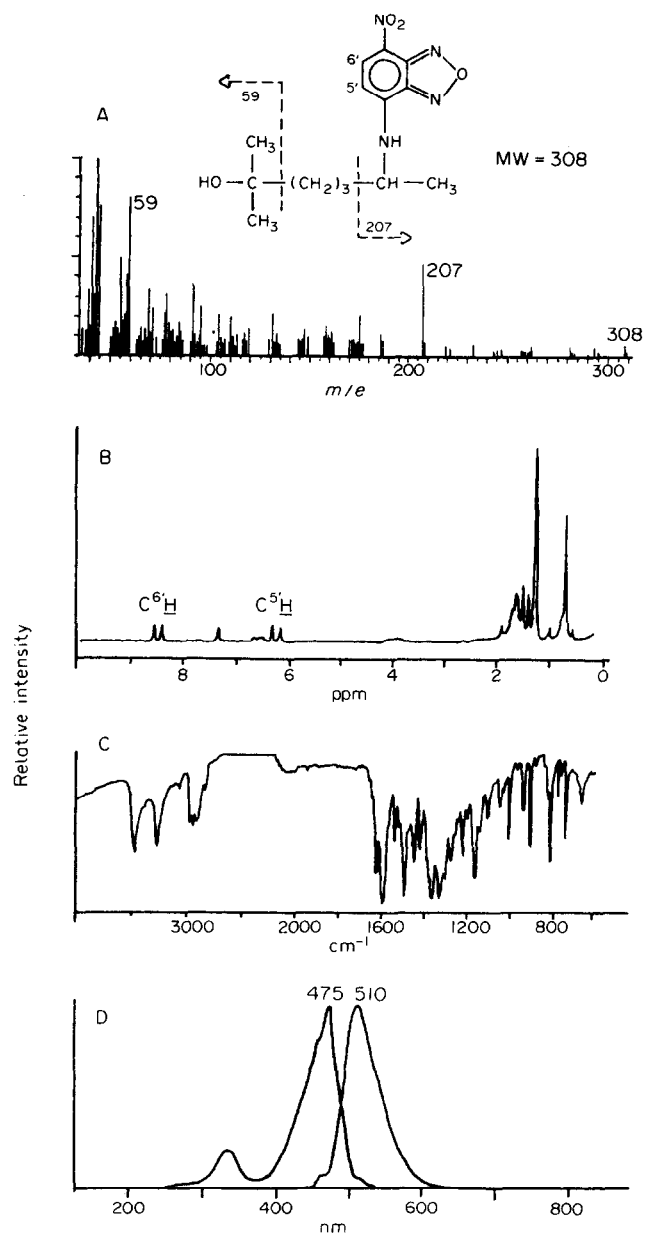 NO₂
6'
5'
N
O
N
59
A
NH
MW = 308
CH₃
HO—C—(CH₂)₃—CH—CH₃
CH₃
207
59
207
308
100 200 300
m/e
B
C⁶'H C⁵'H
8 6 4 2 0
ppm
Relative intensity
C
3000 2000 1600 1200 800
cm⁻¹
475 510
D
200 400 600 800
nm